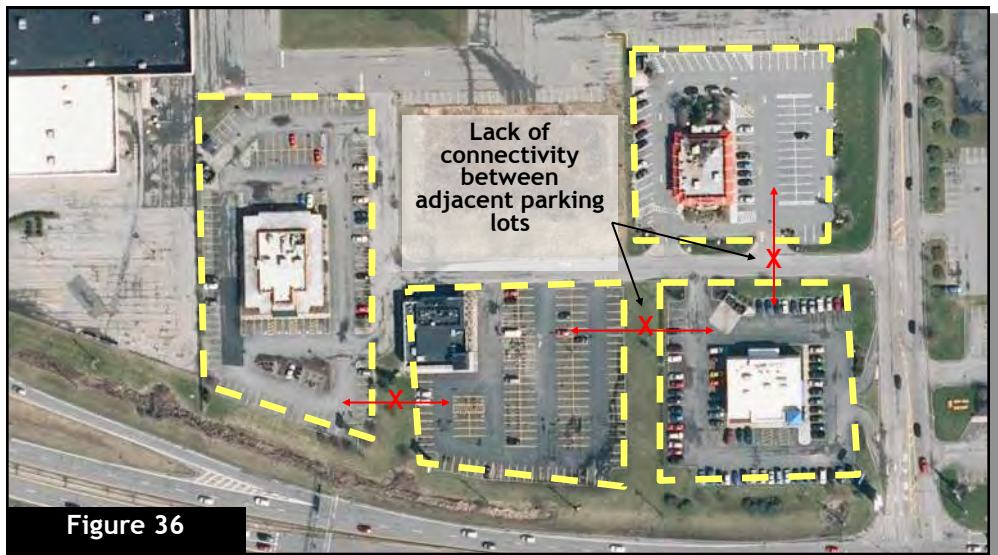 Lack of
connectivity
between
adjacent parking
lots
X
X
X
Figure 36